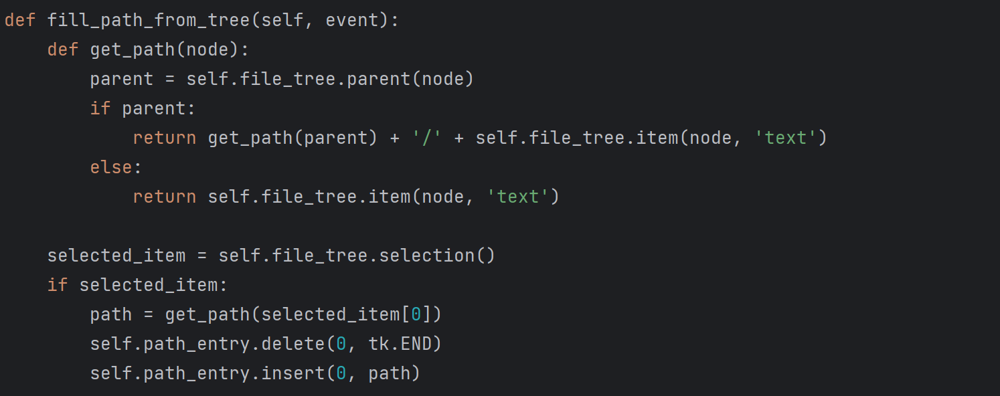 def fill_path_from_tree(self, event):
    def get_path(node):
        parent = self.file_tree.parent(node)
        if parent:
            return get_path(parent) + '/' + self.file_tree.item(node, 'text')
        else:
            return self.file_tree.item(node, 'text')

    selected_item = self.file_tree.selection()
    if selected_item:
        path = get_path(selected_item[0])
        self.path_entry.delete(0, tk.END)
        self.path_entry.insert(0, path)